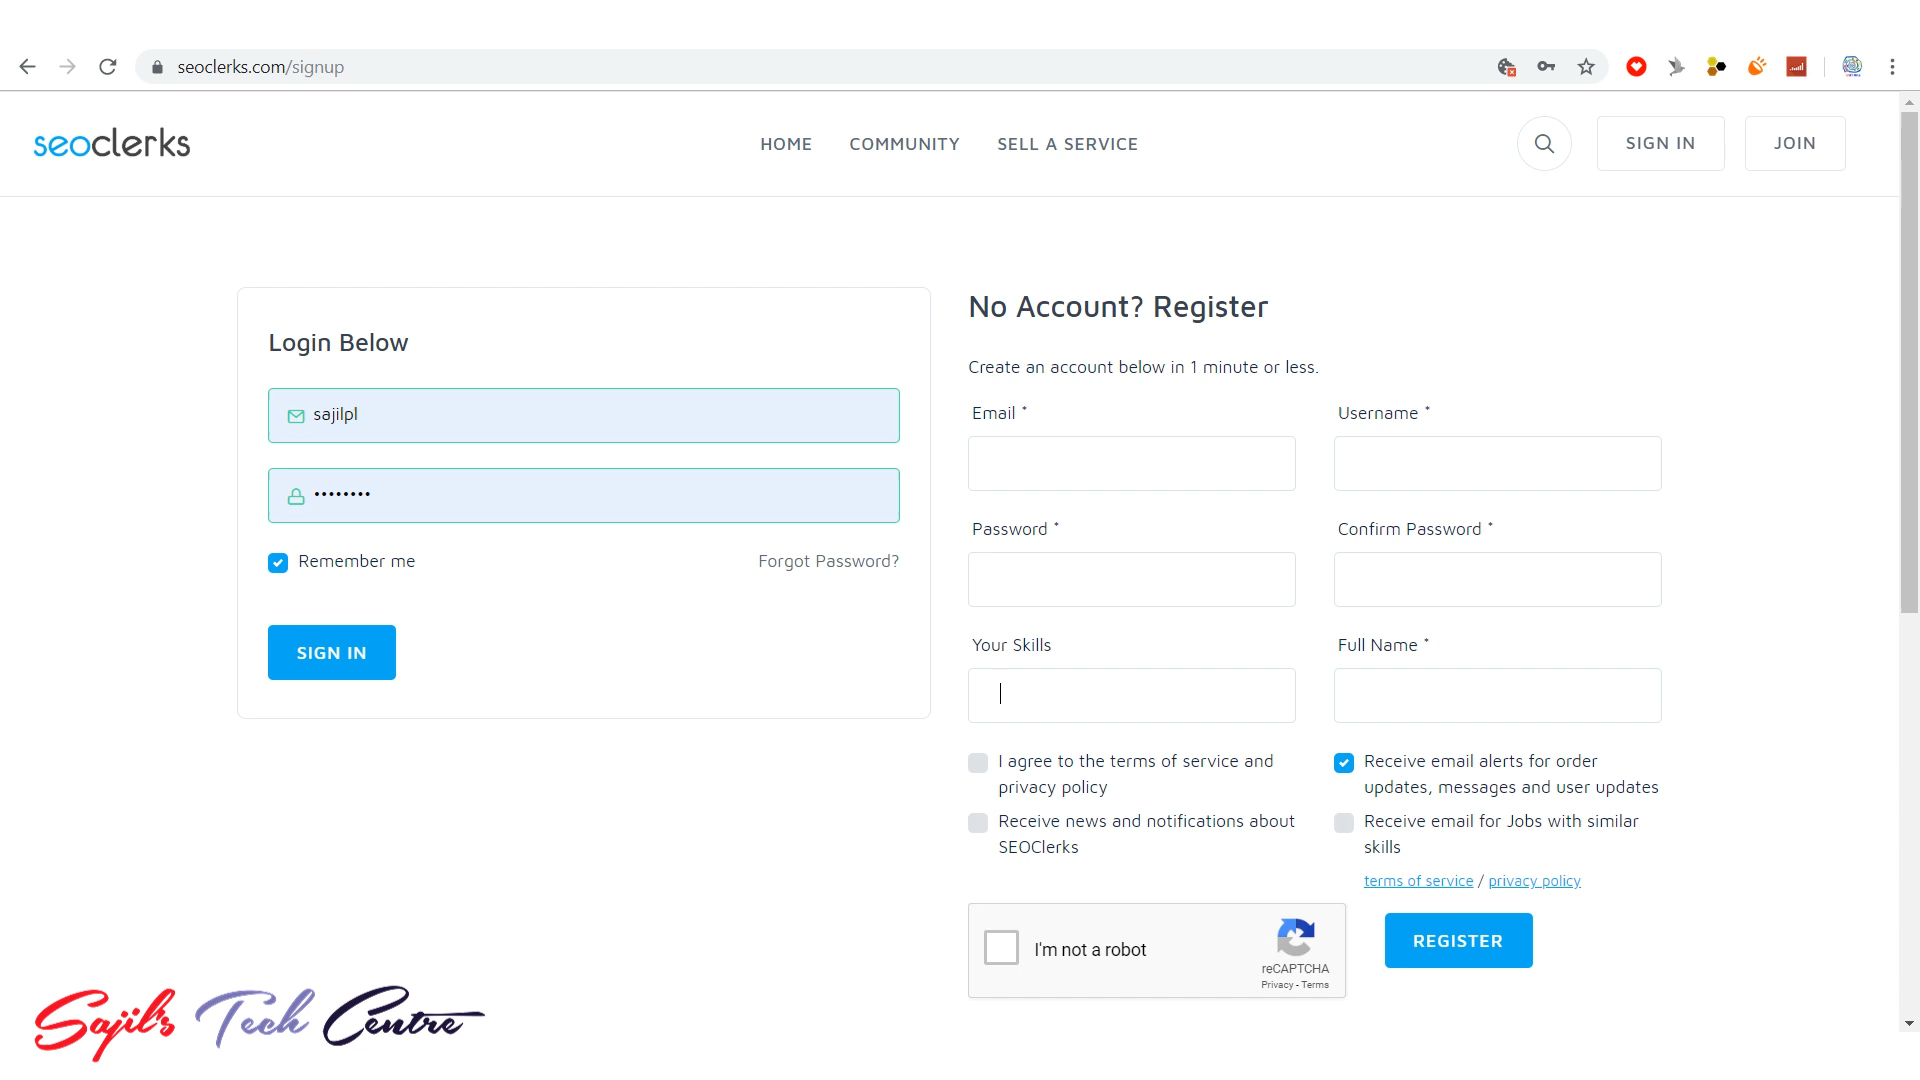 seoclerks.com/signup
seoclerks
HOME COMMUNITY SELL A SERVICE
SIGN IN
JOIN
Login Below
sajilpl
••••••••
Remember me
Forgot Password?
SIGN IN
No Account? Register
Create an account below in 1 minute or less.
Email *
Username *
Password *
Confirm Password *
Your Skills
Full Name *
I agree to the terms of service and
privacy policy
Receive email alerts for order
updates, messages and user updates
Receive news and notifications about
SEOClerks
Receive email for Jobs with similar
skills
terms of service / privacy policy
I'm not a robot
reCAPTCHA
Privacy - Terms
REGISTER
Sajil's Tech Centre